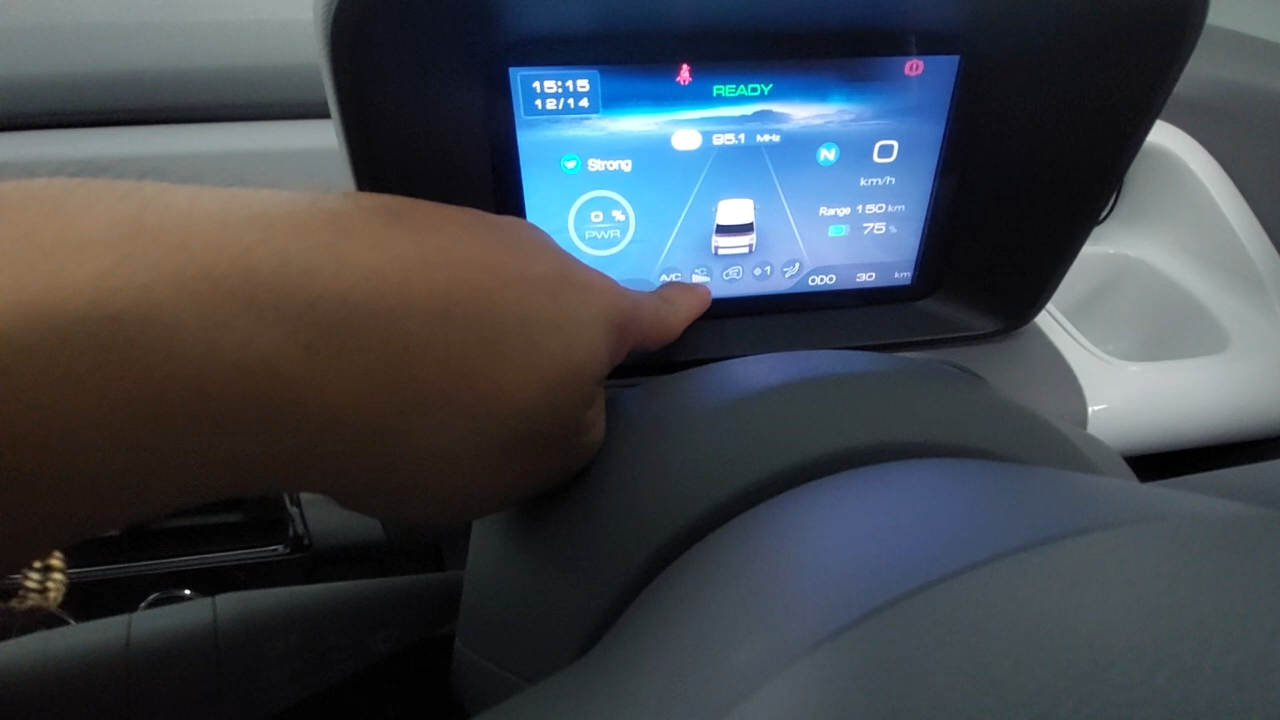 15:15
12/14
READY
95.1 MHz
Strong
N
0
km/h
0 %
PWR
Range 150 km
75 %
A/C
°C
1
ODO 30 km